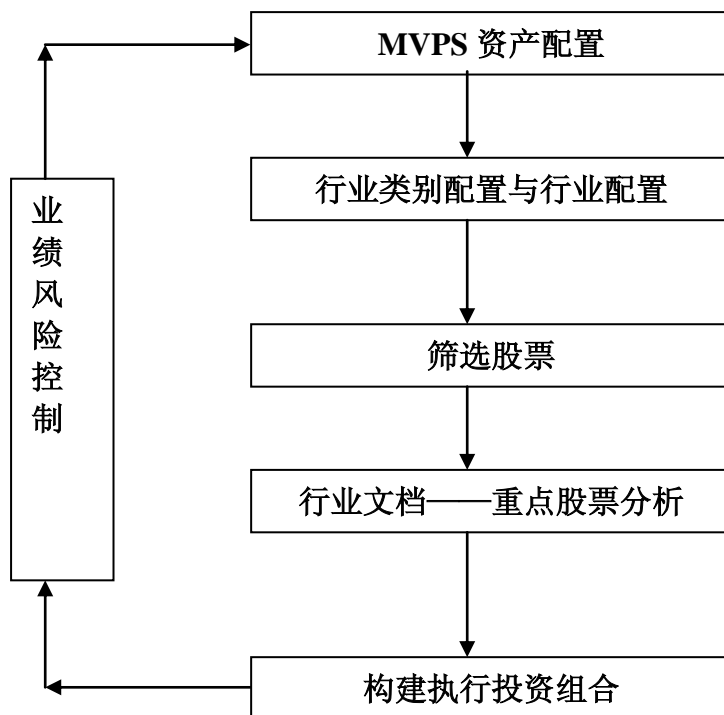 MVPS 资产配置
行业类别配置与行业配置
筛选股票
行业文档——重点股票分析
构建执行投资组合
业
绩
风
险
控
制